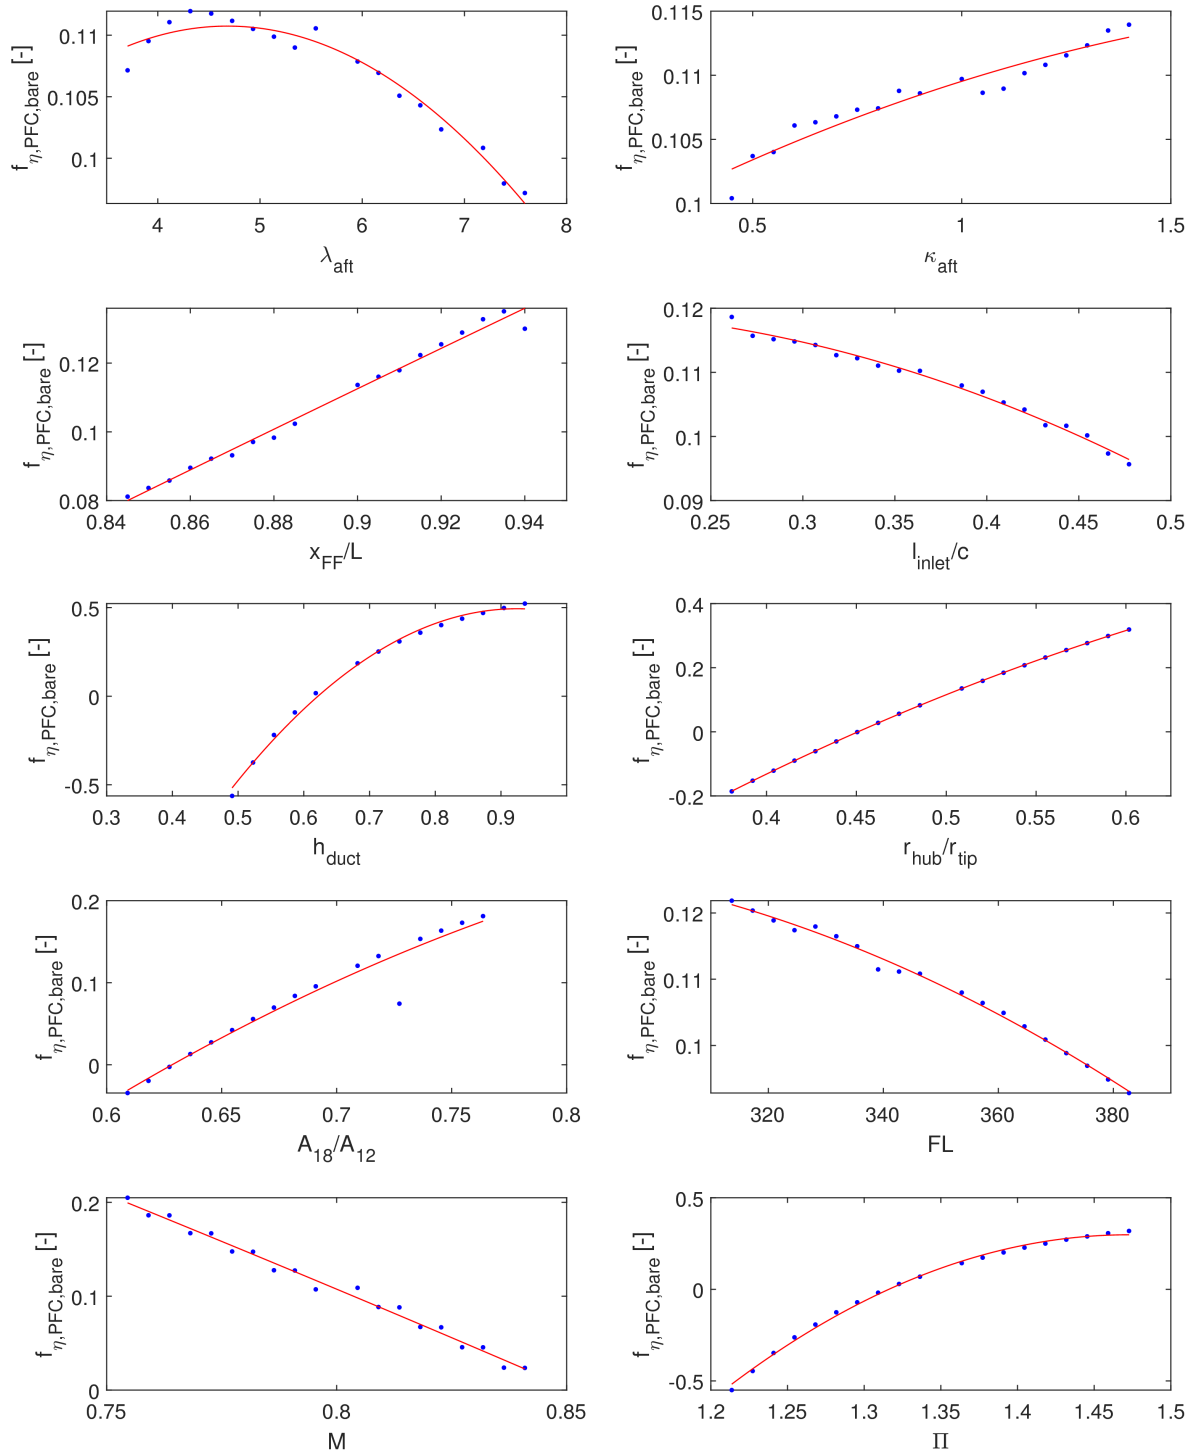 0.11
0.105
0.1
f_η,PFC,bare [-]
4 5 6 7 8
λ_aft
0.115
0.11
0.105
0.1
f_η,PFC,bare [-]
0.5 1 1.5
κ_aft
0.12
0.1
0.08
f_η,PFC,bare [-]
0.84 0.86 0.88 0.9 0.92 0.94
x_FF/L
0.12
0.11
0.1
0.09
f_η,PFC,bare [-]
0.25 0.3 0.35 0.4 0.45 0.5
l_inlet/c
0.5
0
-0.5
f_η,PFC,bare [-]
0.3 0.4 0.5 0.6 0.7 0.8 0.9
h_duct
0.4
0.2
0
-0.2
f_η,PFC,bare [-]
0.4 0.45 0.5 0.55 0.6
r_hub/r_tip
0.2
0.1
0
f_η,PFC,bare [-]
0.6 0.65 0.7 0.75 0.8
A_18/A_12
0.12
0.11
0.1
f_η,PFC,bare [-]
320 340 360 380
FL
0.2
0.1
0
f_η,PFC,bare [-]
0.75 0.8 0.85
M
0.5
0
-0.5
f_η,PFC,bare [-]
1.2 1.25 1.3 1.35 1.4 1.45 1.5
Π